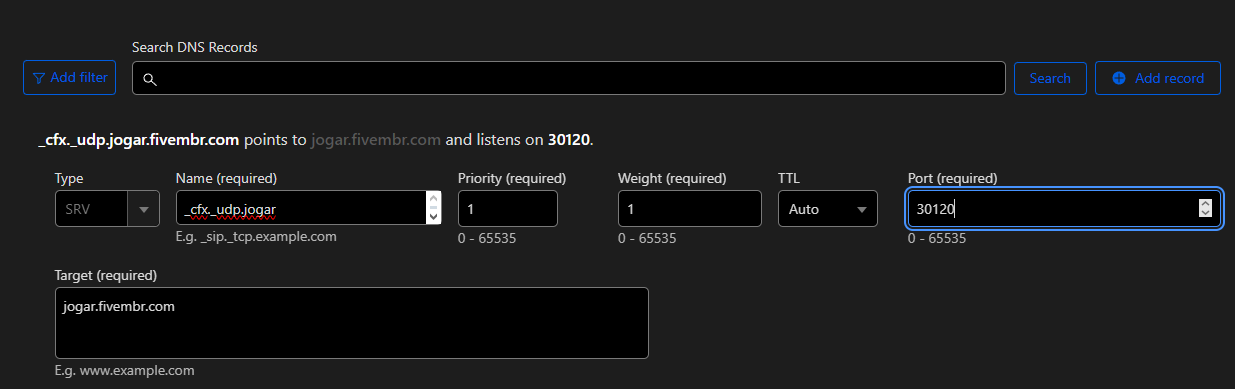 Search DNS Records
Add filter
Search
Add record
_cfx._udp.jogar.fivembr.com points to jogar.fivembr.com and listens on 30120.
Type Name (required) Priority (required) Weight (required) TTL Port (required)
SRV _cfx._udp.jogar 1 1 Auto 30120
E.g. _sip._tcp.example.com 0 - 65535 0 - 65535 0 - 65535
Target (required)
jogar.fivembr.com
E.g. www.example.com